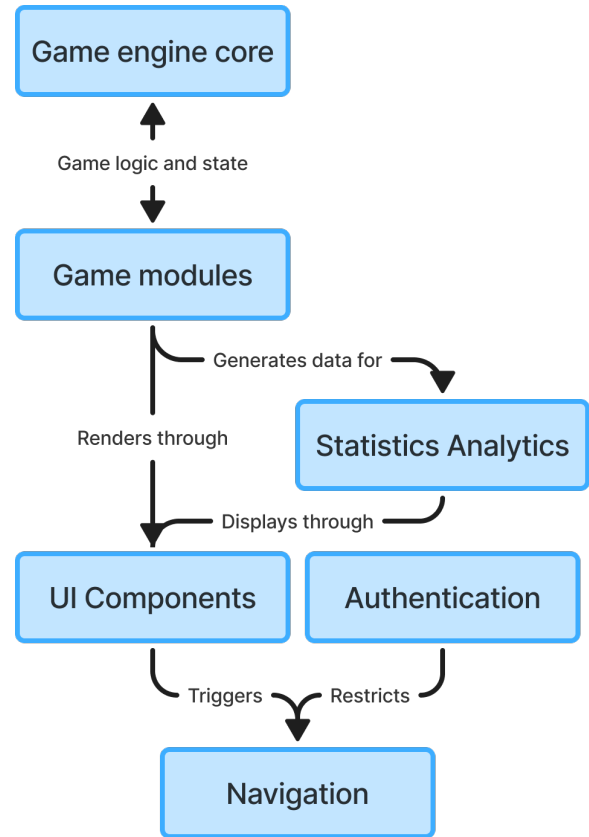 Game engine core
Game logic and state
Game modules
Generates data for
Renders through
Statistics Analytics
Displays through
UI Components
Authentication
Triggers
Restricts
Navigation